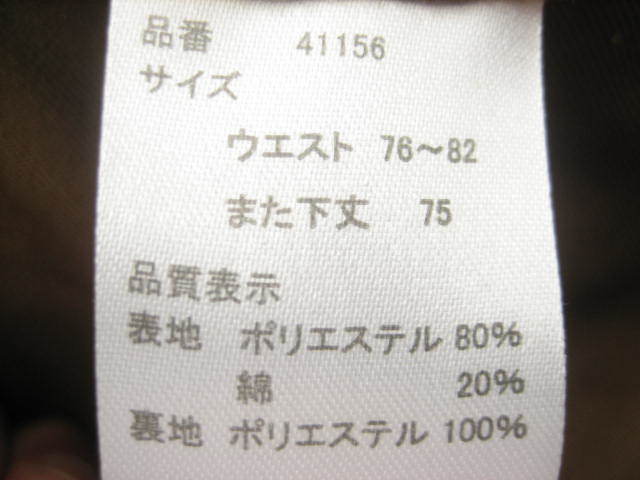 品番 41156
サイズ
ウエスト 76～82
また下丈 75
品質表示
表地 ポリエステル 80%
綿 20%
裏地 ポリエステル 100%